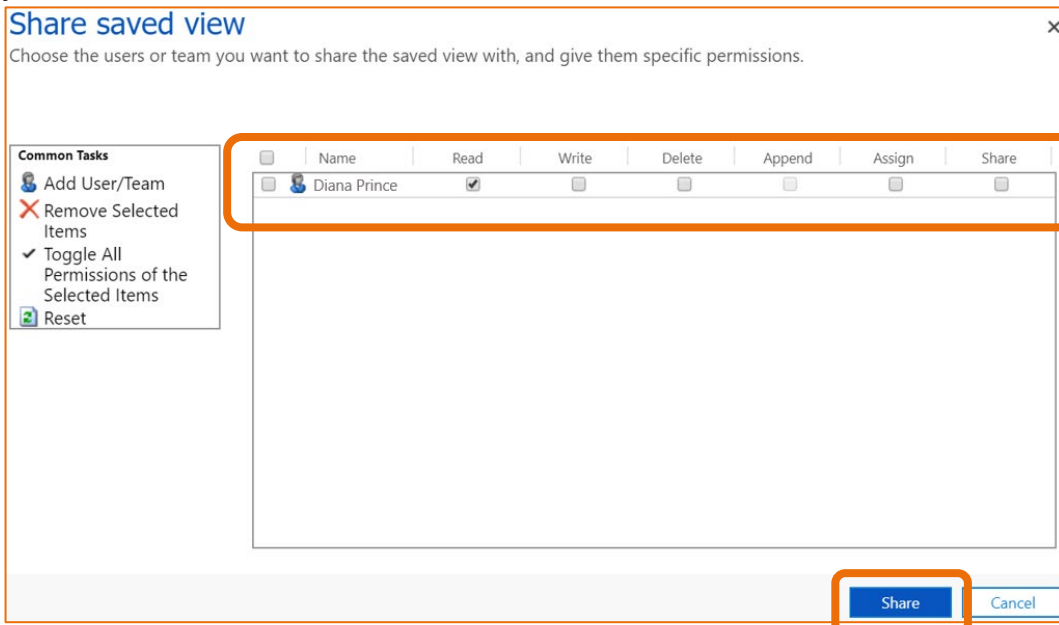 Share saved view
Choose the users or team you want to share the saved view with, and give them specific permissions.
Common Tasks
Add User/Team
Remove Selected
Items
Toggle All
Permissions of the
Selected Items
Reset
Name Read Write Delete Append Assign Share
Diana Prince
Share Cancel